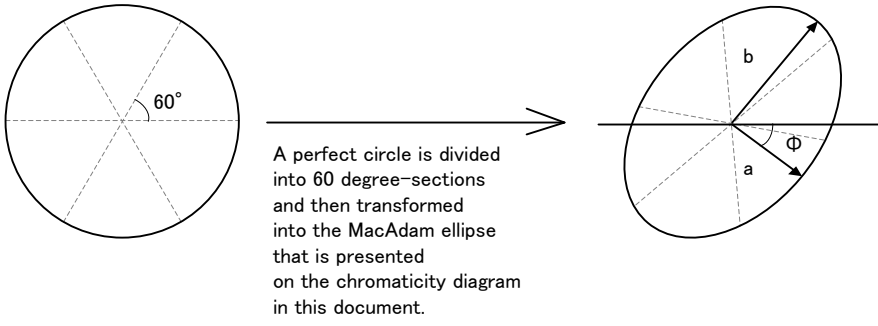 60°
A perfect circle is divided
into 60 degree-sections
and then transformed
into the MacAdam ellipse
that is presented
on the chromaticity diagram
in this document.
b
Φ
a